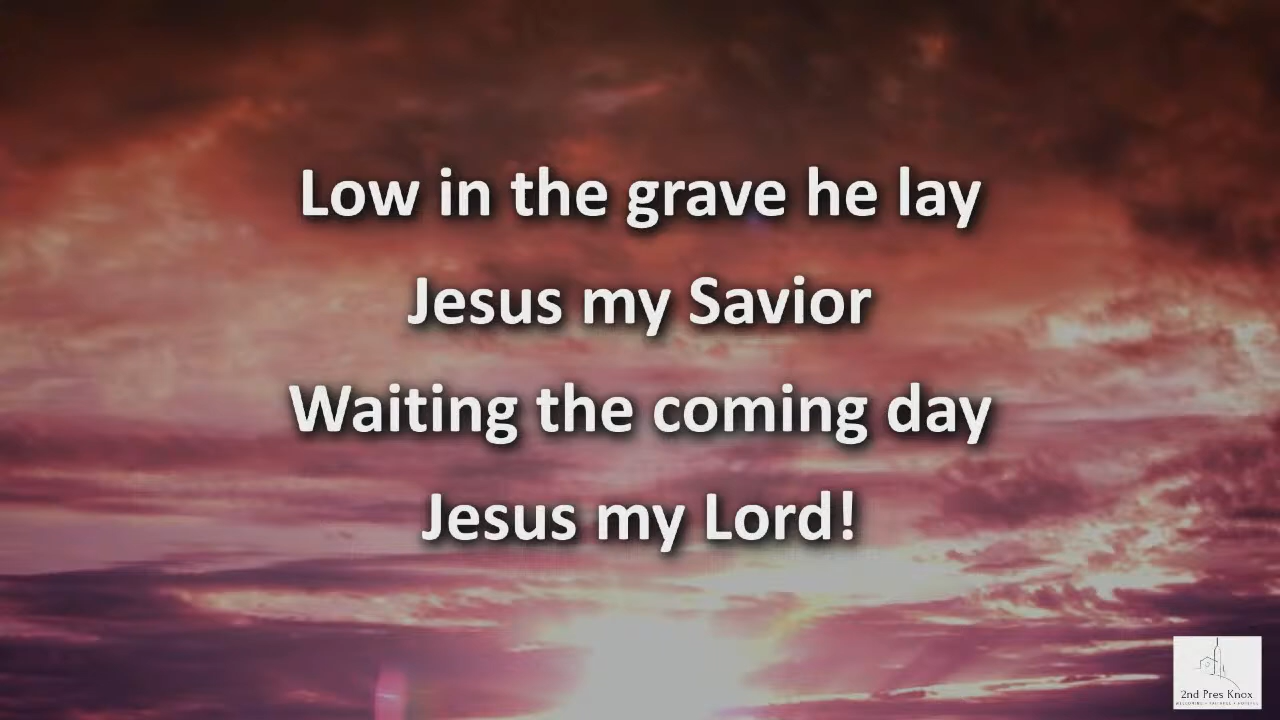 Low in the grave he lay
Jesus my Savior
Waiting the coming day
Jesus my Lord!
2nd Pres Knox